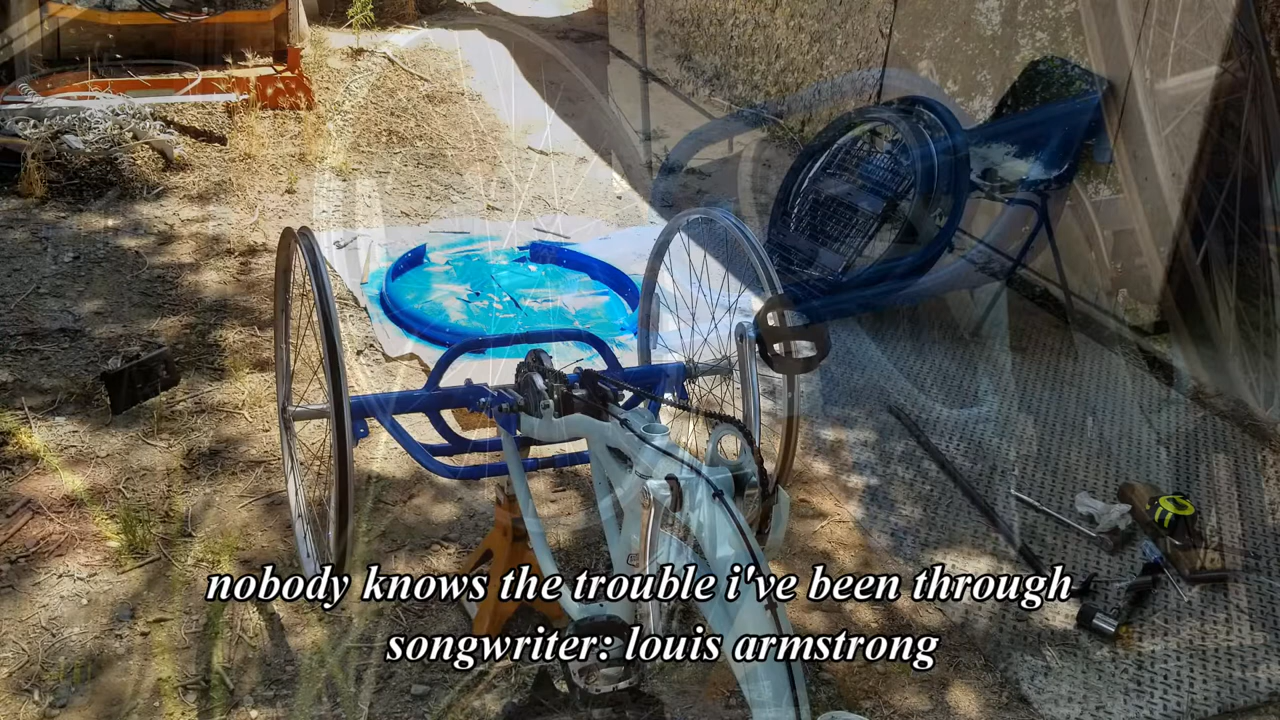 nobody knows the trouble i've been through
songwriter: louis armstrong